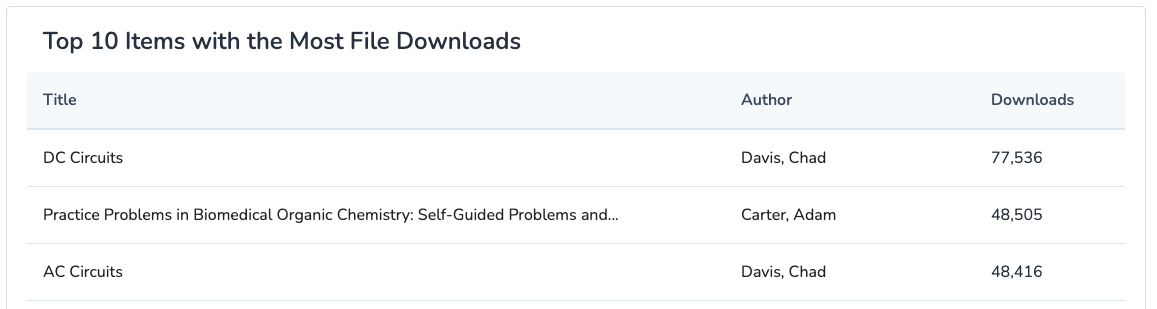 Top 10 Items with the Most File Downloads
Title Author Downloads
DC Circuits Davis, Chad 77,536
Practice Problems in Biomedical Organic Chemistry: Self-Guided Problems and... Carter, Adam 48,505
AC Circuits Davis, Chad 48,416